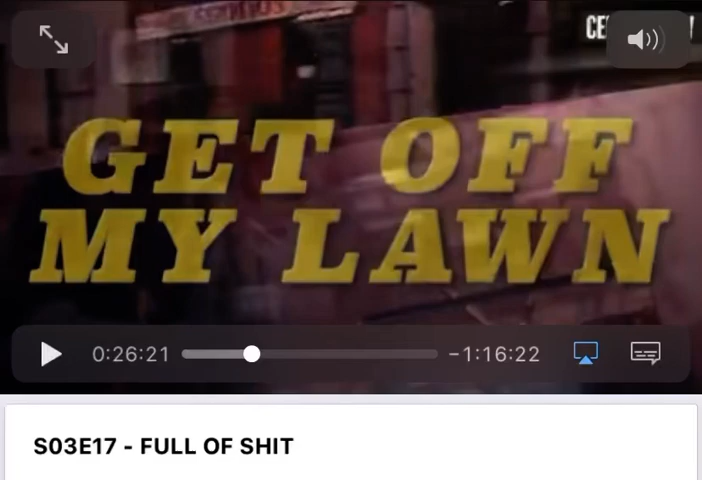 GET OFF
MY LAWN
0:26:21
−1:16:22
S03E17 - FULL OF SHIT